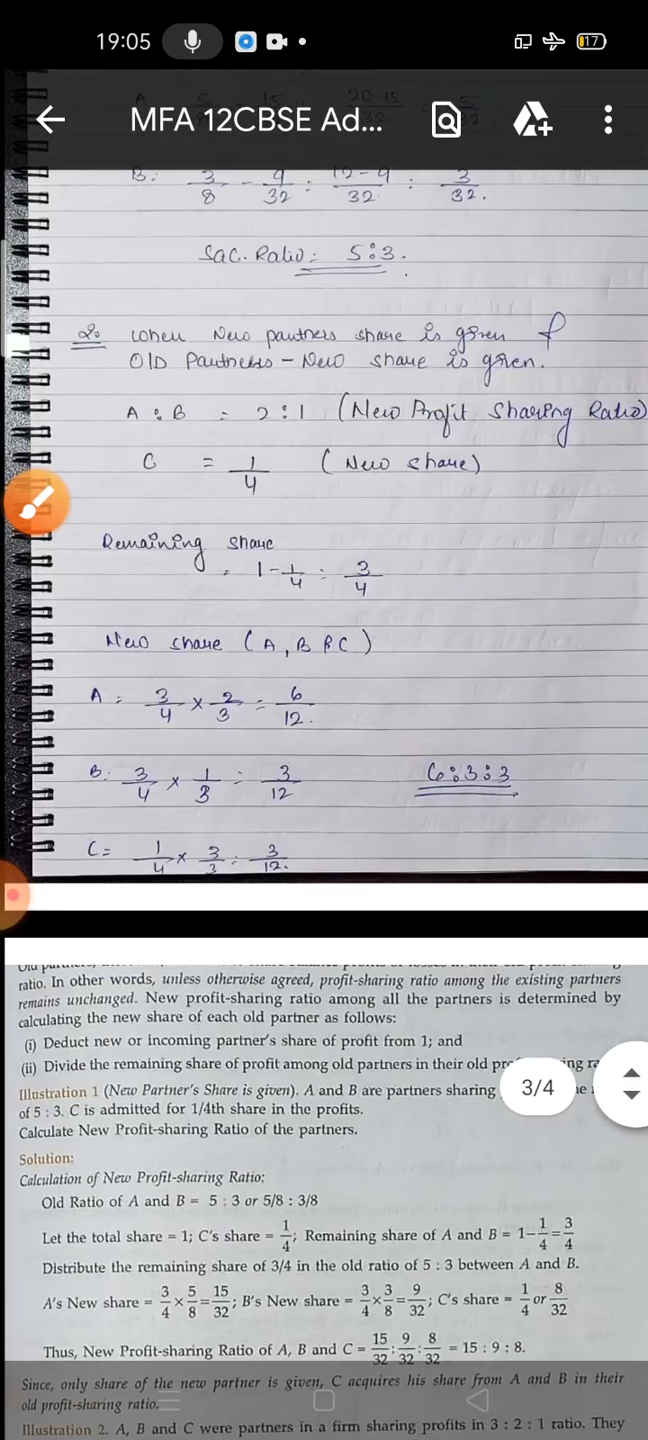 19:05
17
MFA 12CBSE Ad...
B: 3/8 - 9/32 : 12-9/32 : 3/32.
Sac. Ratio: 5:3.
2. When New partners share is given &
OlD Partners - New share is given.
A : B = 2 : 1 (New Profit Sharing Ratio)
C = 1/4 (New share)
Remaining share
= 1 - 1/4 = 3/4
New share (A, B & C)
A = 3/4 × 2/3 = 6/12.
B: 3/4 × 1/3 = 3/12 6:3:3
C = 1/4 × 3/3 = 3/12.
ratio. In other words, unless otherwise agreed, profit-sharing ratio among the existing partners
remains unchanged. New profit-sharing ratio among all the partners is determined by
calculating the new share of each old partner as follows:
(i) Deduct new or incoming partner's share of profit from 1; and
(ii) Divide the remaining share of profit among old partners in their old
3/4
Illustration 1 (New Partner's Share is given). A and B are partners sharing
of 5 : 3. C is admitted for 1/4th share in the profits.
Calculate New Profit-sharing Ratio of the partners.
Solution:
Calculation of New Profit-sharing Ratio:
Old Ratio of A and B = 5 : 3 or 5/8 : 3/8
Let the total share = 1; C's share = 1/4; Remaining share of A and B = 1-1/4=3/4
Distribute the remaining share of 3/4 in the old ratio of 5 : 3 between A and B.
A's New share = 3/4×5/8=15/32; B's New share = 3/4×3/8=9/32; C's share = 1/4 or 8/32
Thus, New Profit-sharing Ratio of A, B and C = 15/32:9/32:8/32 = 15 : 9 : 8.
Since, only share of the new partner is given, C acquires his share from A and B in their
old profit-sharing ratio.
Illustration 2. A, B and C were partners in a firm sharing profits in 3 : 2 : 1 ratio. They